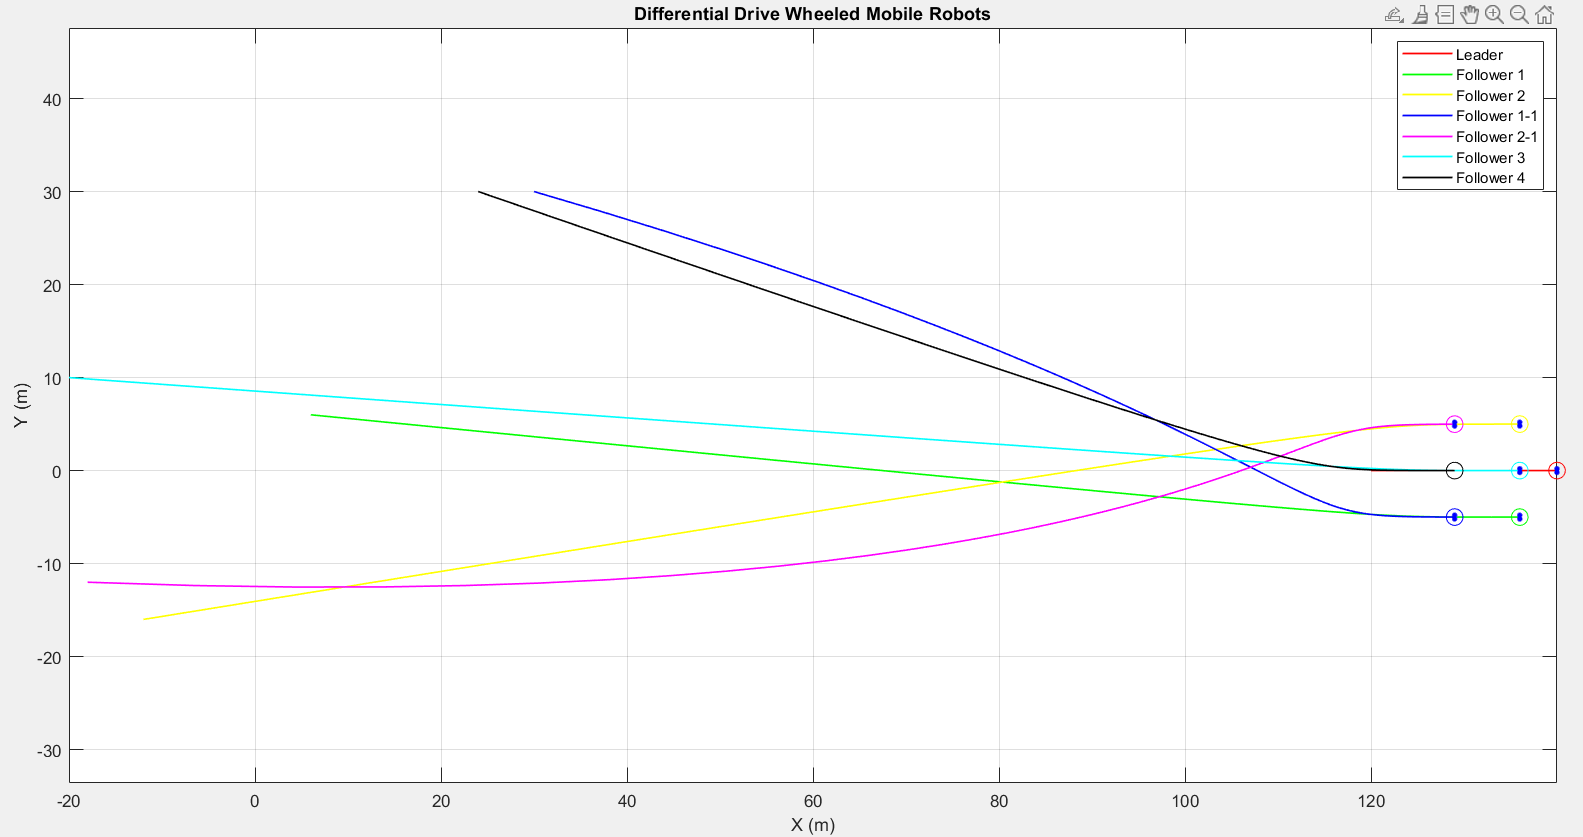 Differential Drive Wheeled Mobile Robots
Leader
Follower 1
Follower 2
Follower 1-1
Follower 2-1
Follower 3
Follower 4
40
30
20
10
0
-10
-20
-30
Y (m)
-20
0
20
40
60
80
100
120
X (m)